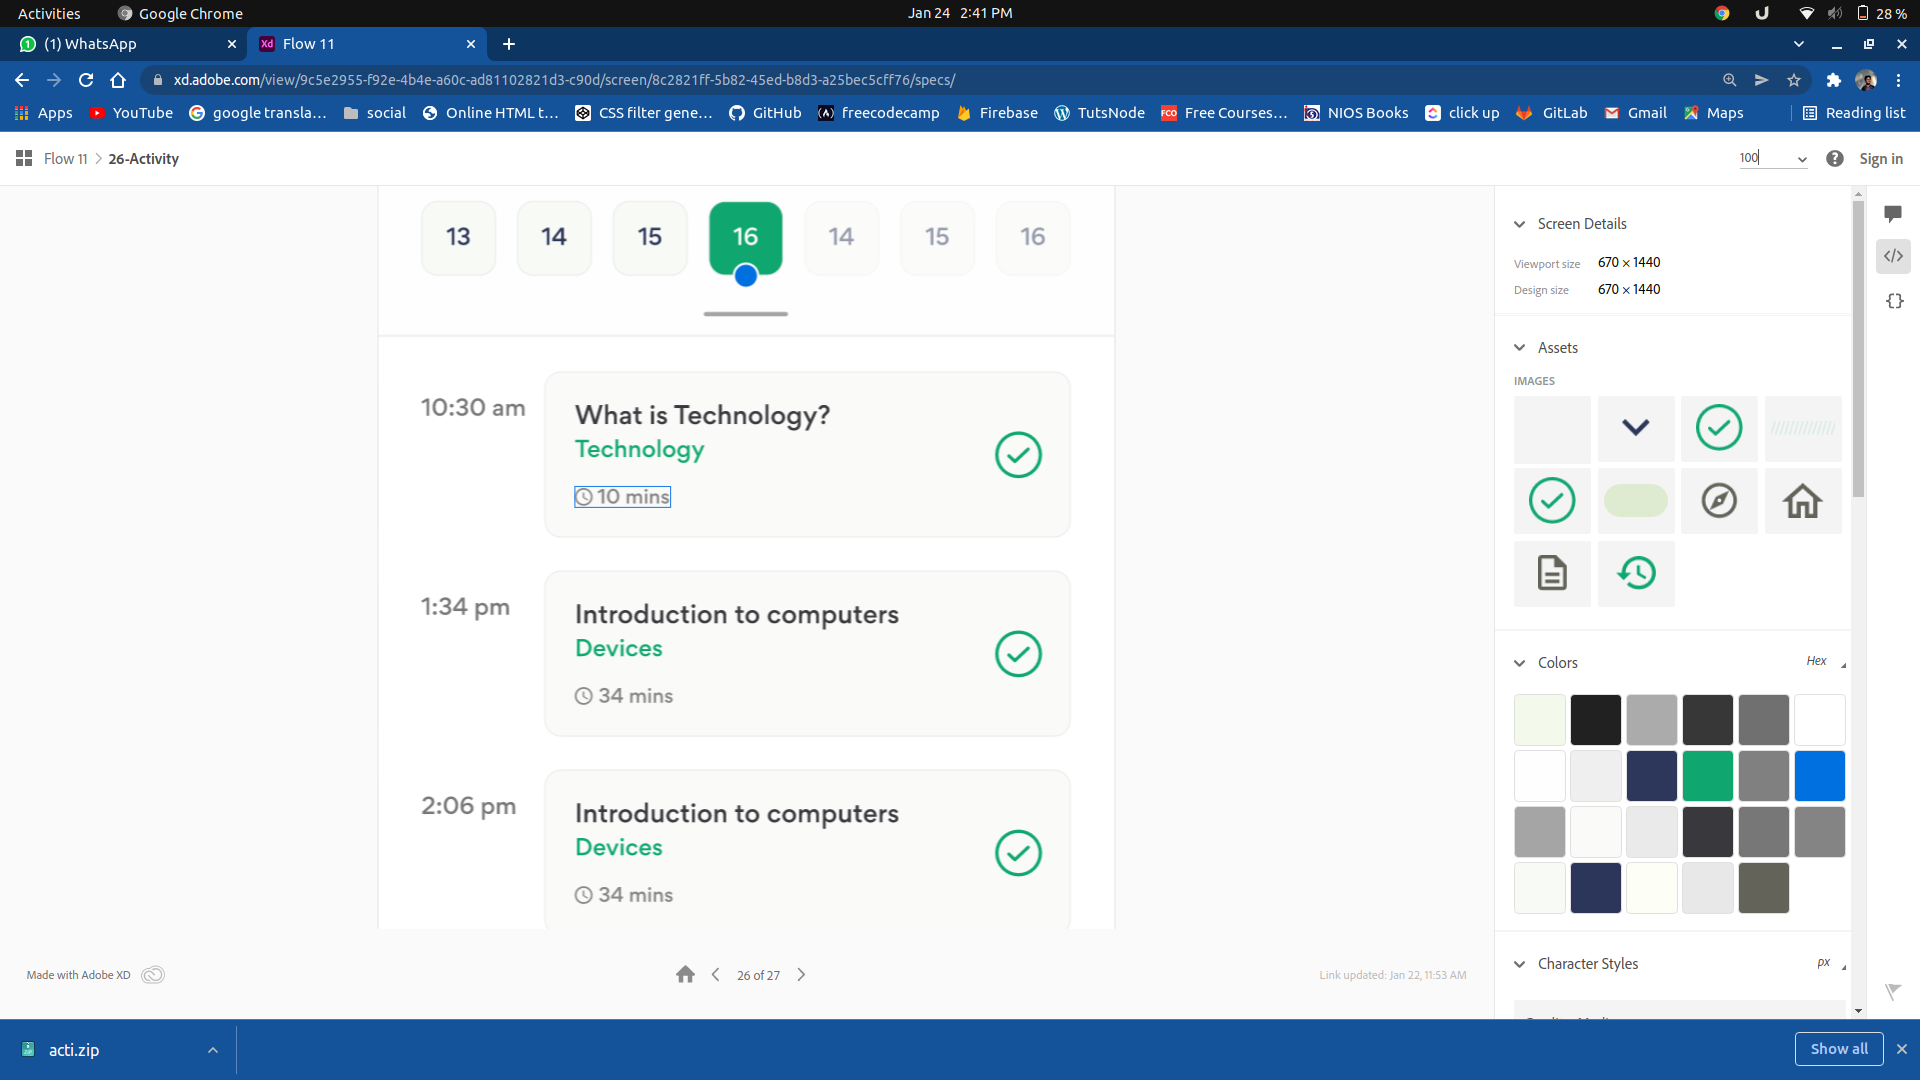 Activities
Google Chrome
Jan 24 2:41 PM
28 %
(1) WhatsApp
Xd Flow 11
xd.adobe.com/view/9c5e2955-f92e-4b4e-a60c-ad81102821d3-c90d/screen/8c2821ff-5b82-45ed-b8d3-a25bec5cff76/specs/
Apps YouTube google transla... social Online HTML t... CSS filter gene... GitHub freecodecamp Firebase TutsNode FCO Free Courses... NIOS Books click up GitLab Gmail Maps Reading list
Flow 11 > 26-Activity
100
Sign in
13 14 15 16 14 15 16
10:30 am
What is Technology?
Technology
10 mins
1:34 pm
Introduction to computers
Devices
34 mins
2:06 pm
Introduction to computers
Devices
34 mins
Screen Details
Viewport size 670 × 1440
Design size 670 × 1440
Assets
IMAGES
Colors
Hex
Character Styles
px
Made with Adobe XD
26 of 27
Link updated: Jan 22, 11:53 AM
acti.zip
Show all